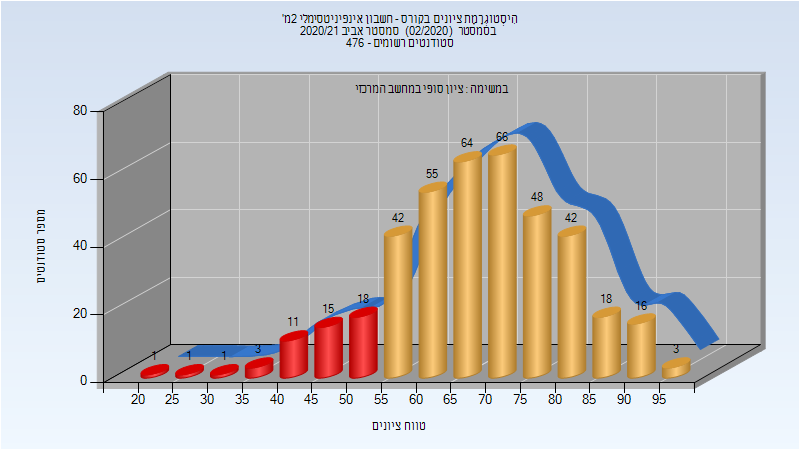 היסטוגרמת ציונים בקורס - חשבון אינפיניטסימלי 2מ'
בסמסטר (02/2020) סמסטר אביב 2020/21
סטודנטים רשומים - 476
במשימה : ציון סופי במחשב המרכזי
מספר סטודנטים
80
60
40
20
0
1 1 1 3 11 15 18 42 55 64 66 48 42 18 16 3
20 25 30 35 40 45 50 55 60 65 70 75 80 85 90 95
טווח ציונים